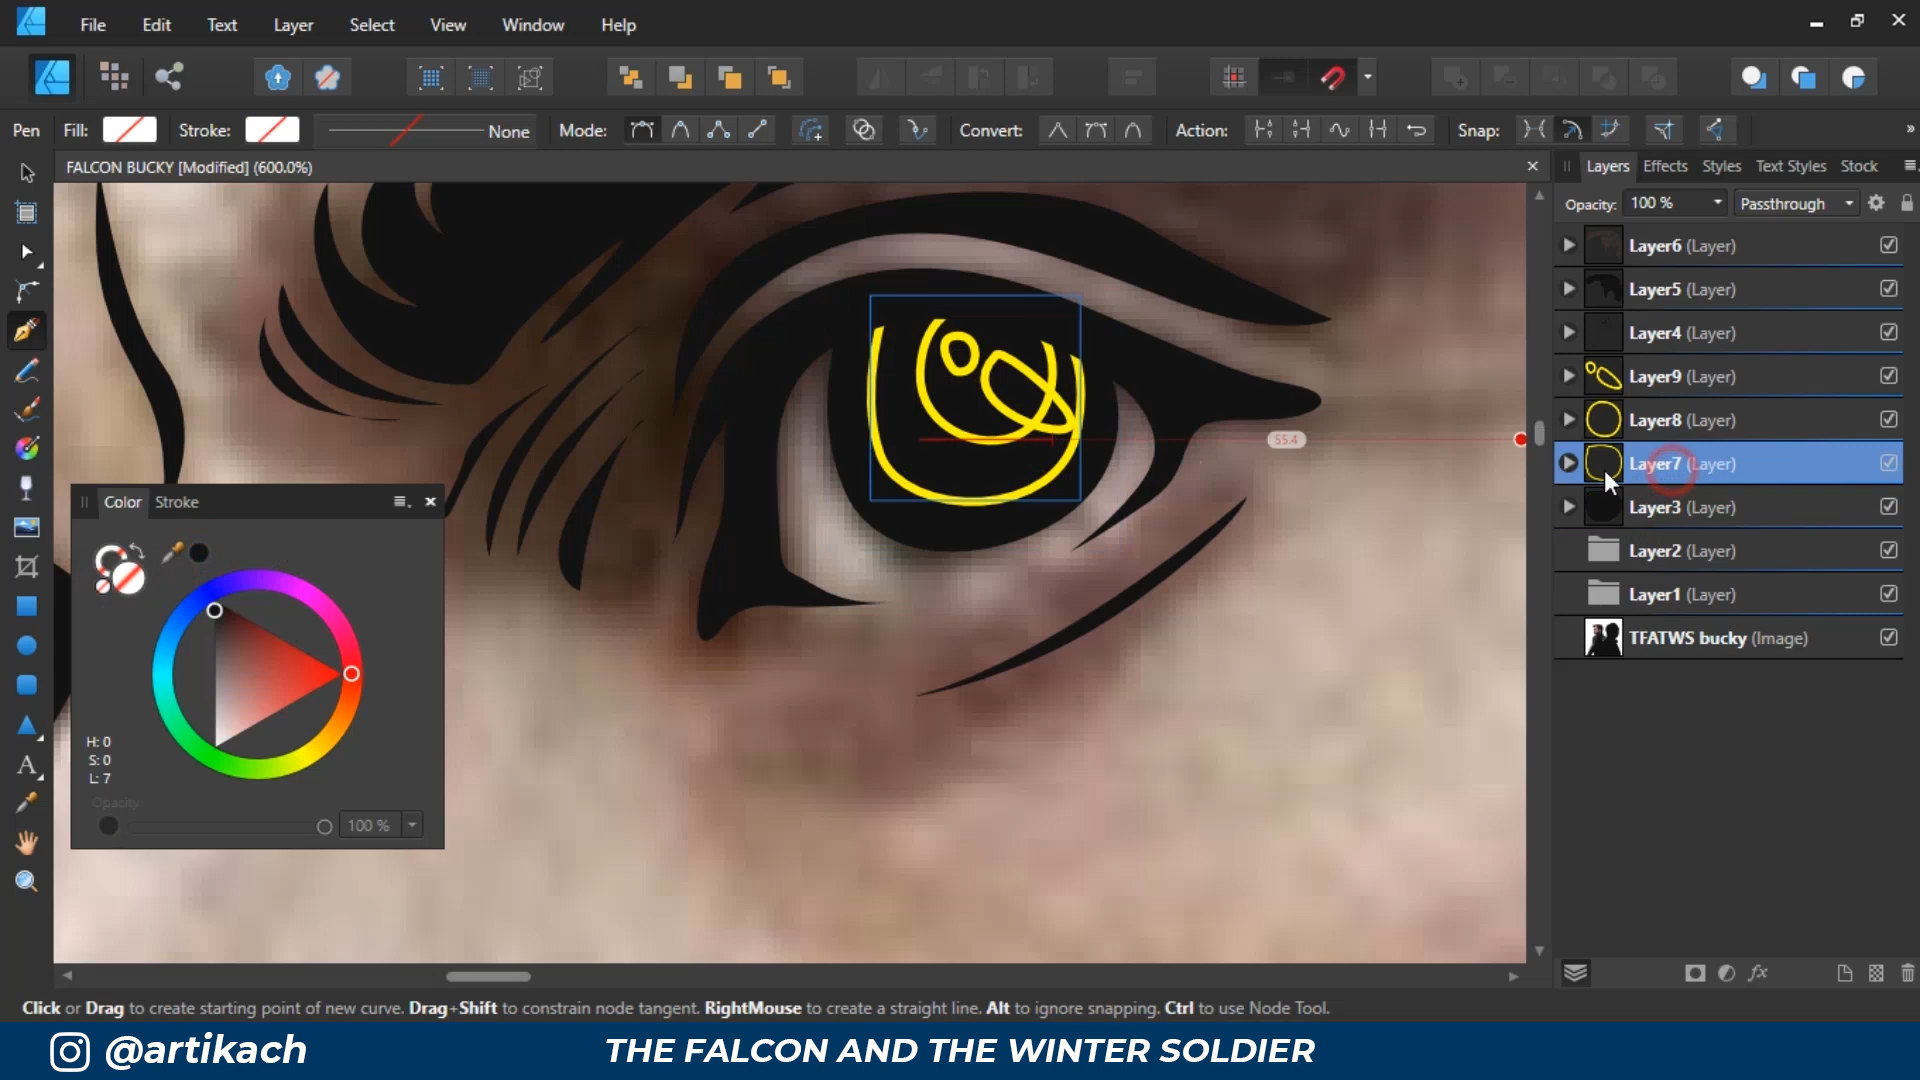 File Edit Text Layer Select View Window Help
Pen Fill: Stroke: None Mode: Convert: Action: Snap:
FALCON BUCKY [Modified] (600.0%)
Layers Effects Styles Text Styles Stock
Opacity: 100 % Passthrough
Layer6 (Layer)
Layer5 (Layer)
Layer4 (Layer)
Layer9 (Layer)
Layer8 (Layer)
Layer7 (Layer)
Layer3 (Layer)
Layer2 (Layer)
Layer1 (Layer)
TFATWS bucky (Image)
55.4
Color Stroke
H: 0
S: 0
L: 7
Opacity
100 %
Click or Drag to create starting point of new curve. Drag+Shift to constrain node tangent. RightMouse to create a straight line. Alt to ignore snapping. Ctrl to use Node Tool.
@artikach
THE FALCON AND THE WINTER SOLDIER